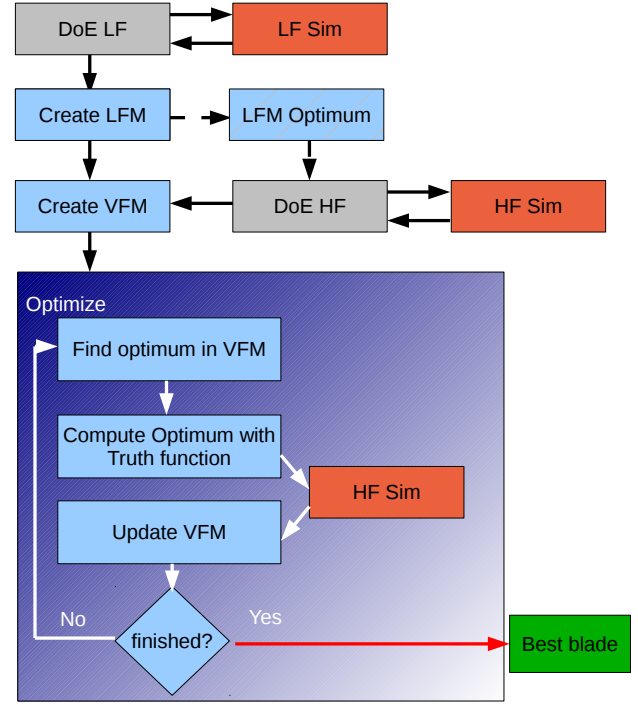 DoE LF
LF Sim
Create LFM
LFM Optimum
Create VFM
DoE HF
HF Sim
Optimize
Find optimum in VFM
Compute Optimum with
Truth function
HF Sim
Update VFM
No
Yes
finished?
Best blade